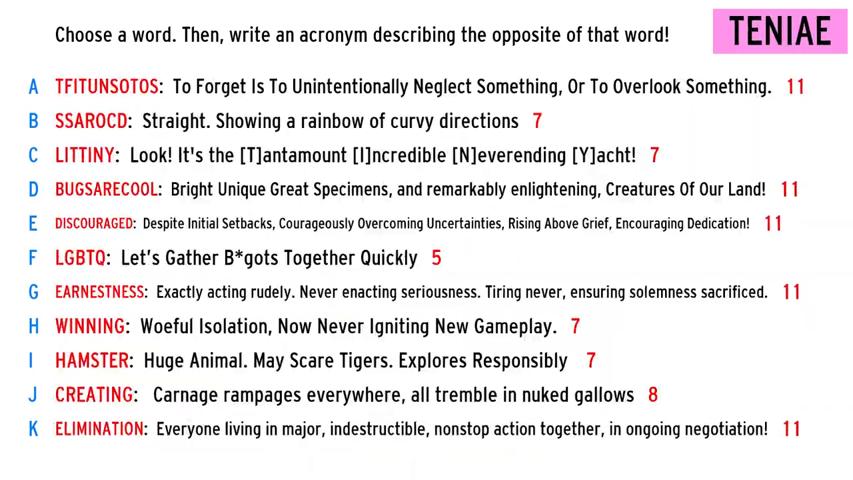 Choose a word. Then, write an acronym describing the opposite of that word!
TENIAE
A TFITUNSOTOS: To Forget Is To Unintentionally Neglect Something, Or To Overlook Something. 11
B SSAROCD: Straight. Showing a rainbow of curvy directions 7
C LITTINY: Look! It's the [T]antamount [I]ncredible [N]everending [Y]acht! 7
D BUGSARECOOL: Bright Unique Great Specimens, and remarkably enlightening, Creatures Of Our Land! 11
E DISCOURAGED: Despite Initial Setbacks, Courageously Overcoming Uncertainties, Rising Above Grief, Encouraging Dedication! 11
F LGBTQ: Let's Gather B*gots Together Quickly 5
G EARNESTNESS: Exactly acting rudely. Never enacting seriousness. Tiring never, ensuring solemness sacrificed. 11
H WINNING: Woeful Isolation, Now Never Igniting New Gameplay. 7
I HAMSTER: Huge Animal. May Scare Tigers. Explores Responsibly 7
J CREATING: Carnage rampages everywhere, all tremble in nuked gallows 8
K ELIMINATION: Everyone living in major, indestructible, nonstop action together, in ongoing negotiation! 11